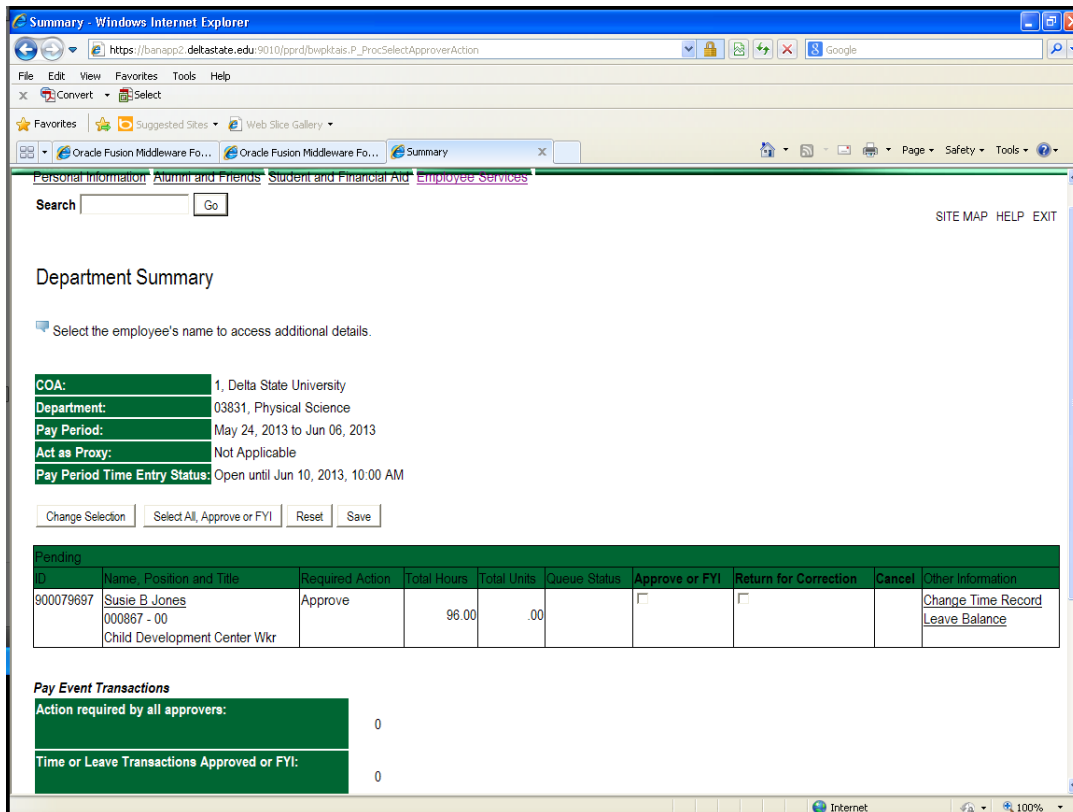 Summary - Windows Internet Explorer
https://banapp2.deltastate.edu:9010/pprd/bwpktais.P_ProcSelectApproverAction
Google
File Edit View Favorites Tools Help
x Convert Select
Favorites Suggested Sites Web Slice Gallery
Oracle Fusion Middleware Fo... Oracle Fusion Middleware Fo... Summary x Page Safety Tools
Personal Information Alumni and Friends Student and Financial Aid Employee Services
Search Go
SITE MAP HELP EXIT
Department Summary
Select the employee's name to access additional details.
COA: 1, Delta State University
Department: 03831, Physical Science
Pay Period: May 24, 2013 to Jun 06, 2013
Act as Proxy: Not Applicable
Pay Period Time Entry Status: Open until Jun 10, 2013, 10:00 AM
Change Selection Select All, Approve or FYI Reset Save
Pending
ID Name, Position and Title Required Action Total Hours Total Units Queue Status Approve or FYI Return for Correction Cancel Other Information
900079697 Susie B Jones Approve 96.00 .00 Change Time Record
000867 - 00 Leave Balance
Child Development Center Wkr
Pay Event Transactions
Action required by all approvers: 0
Time or Leave Transactions Approved or FYI: 0
Internet 100%